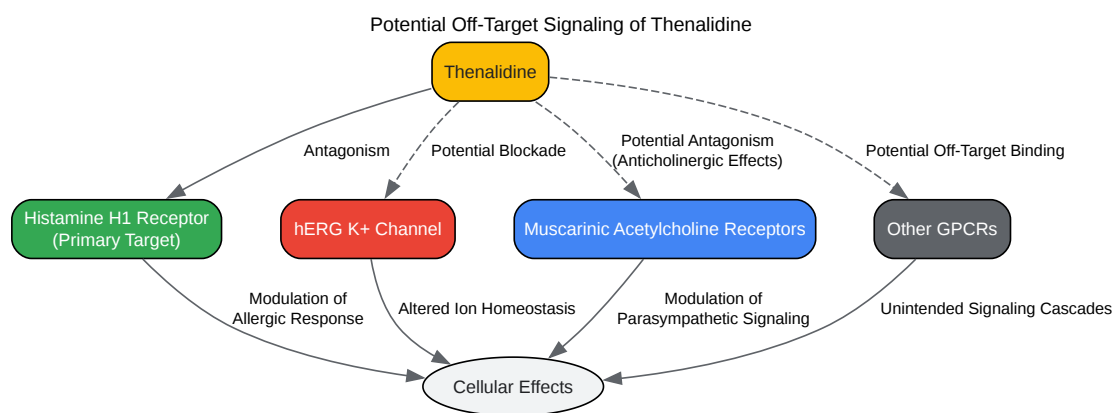 Potential Off-Target Signaling of Thenalidine
Thenalidine
Antagonism
Potential Blockade
Potential Antagonism
(Anticholinergic Effects)
Potential Off-Target Binding
Histamine H1 Receptor
(Primary Target)
hERG K+ Channel
Muscarinic Acetylcholine Receptors
Other GPCRs
Modulation of
Allergic Response
Altered Ion Homeostasis
Modulation of
Parasympathetic Signaling
Unintended Signaling Cascades
Cellular Effects